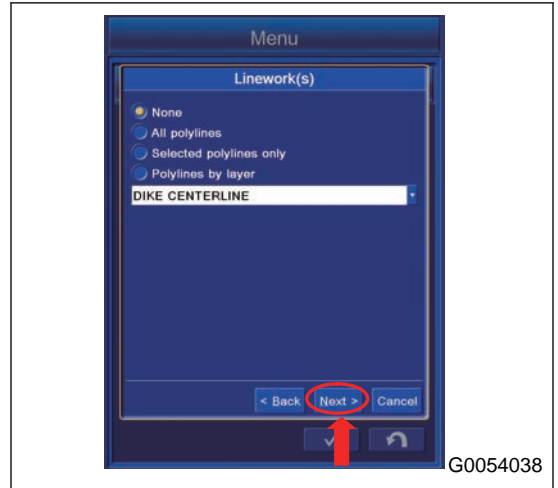 Menu
Linework(s)
None
All polylines
Selected polylines only
Polylines by layer
DIKE CENTERLINE
< Back Next > Cancel
G0054038